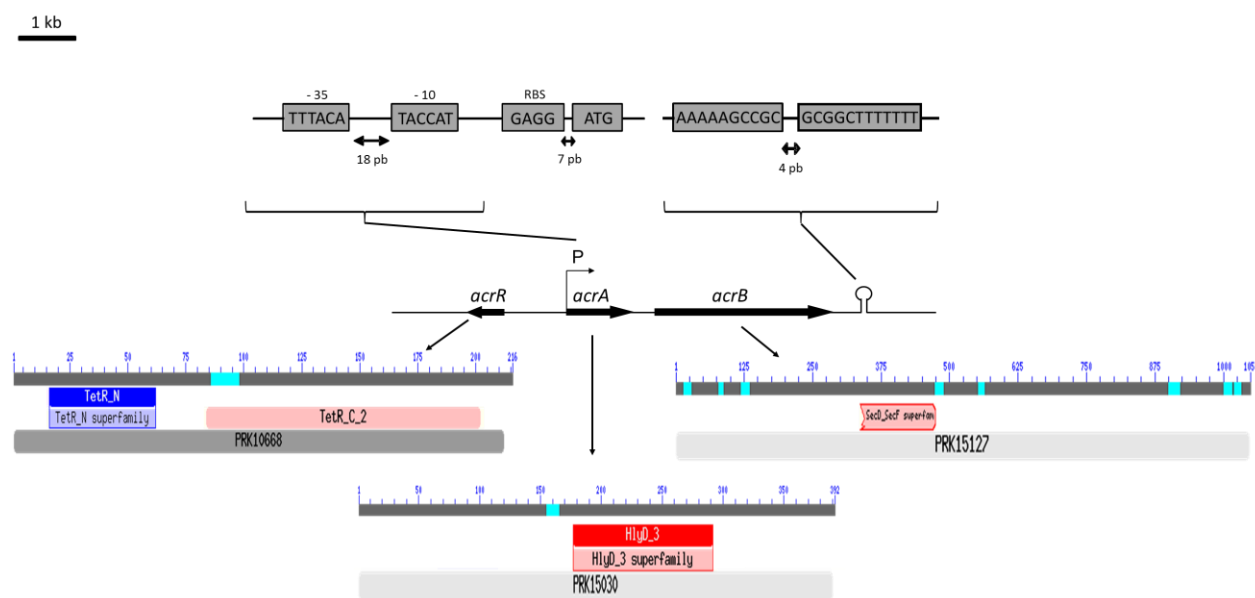 1 kb
- 35
- 10
RBS
TTTACA
TACCAT
GAGG
ATG
AAAAAGCCGC
GCGGCTTTTTTT
18 pb
7 pb
4 pb
P
acrR
acrA
acrB
1 25 50 75 100 125 150 175 200 216
TetR_N
TetR_N superfamily
TetR_C_2
PRK10668
1 125 250 375 500 625 750 875 1000 105
SecD_SecF superfam
PRK15127
1 50 100 150 200 250 300 350 392
HlyD_3
HlyD_3 superfamily
PRK15030